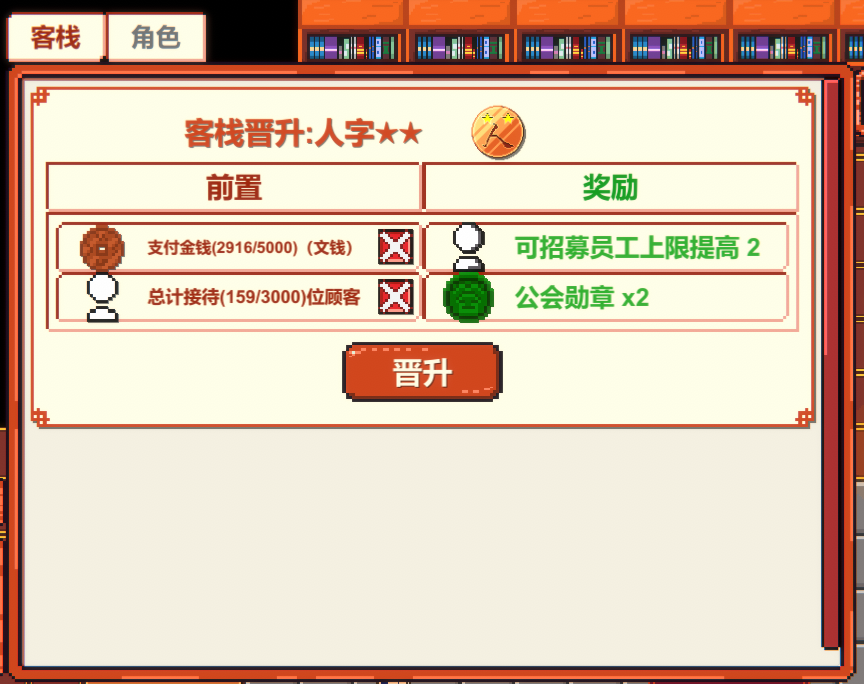 客栈 角色
客栈晋升:人字★★
前置 奖励
支付金钱(2916/5000)（文钱） 可招募员工上限提高 2
总计接待(159/3000)位顾客 公会勋章 x2
晋升